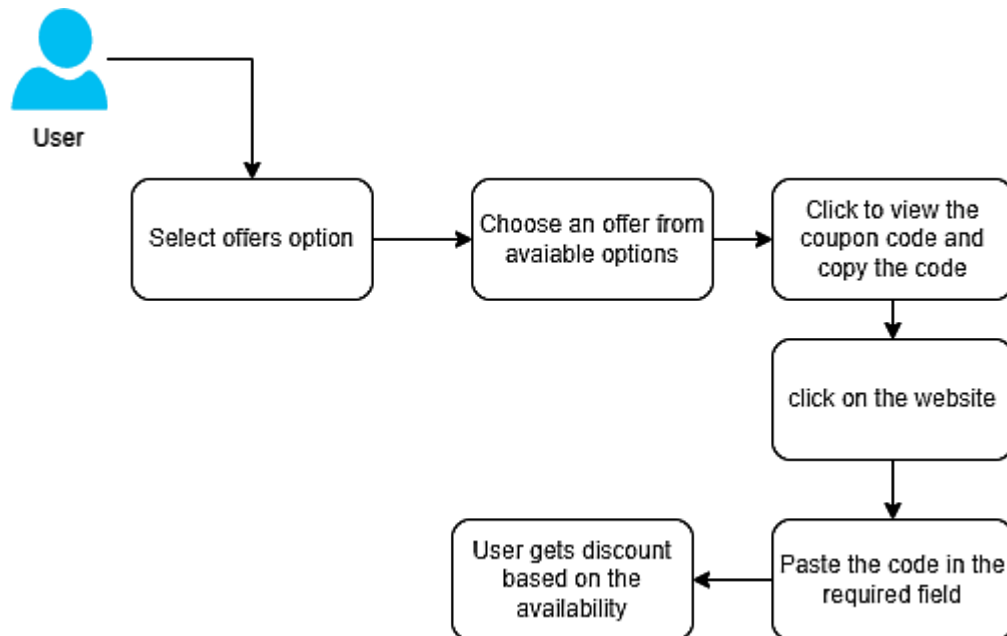 User
Select offers option
Choose an offer from
avaiable options
Click to view the
coupon code and
copy the code
click on the website
Paste the code in the
required field
User gets discount
based on the
availability